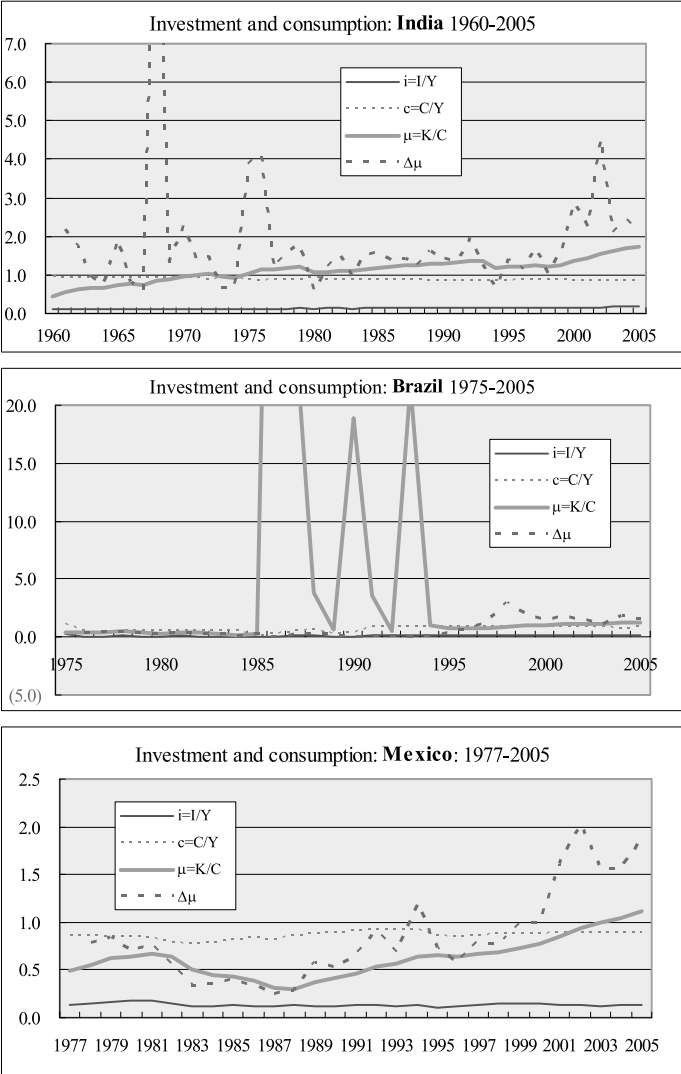 Investment and consumption: India 1960-2005
7.0
6.0
5.0
4.0
3.0
2.0
1.0
0.0
i=I/Y
c=C/Y
μ=K/C
Δμ
1960 1965 1970 1975 1980 1985 1990 1995 2000 2005
Investment and consumption: Brazil 1975-2005
20.0
15.0
10.0
5.0
0.0
(5.0)
i=I/Y
c=C/Y
μ=K/C
Δμ
1975 1980 1985 1990 1995 2000 2005
Investment and consumption: Mexico: 1977-2005
2.5
2.0
1.5
1.0
0.5
0.0
i=I/Y
c=C/Y
μ=K/C
Δμ
1977 1979 1981 1983 1985 1987 1989 1991 1993 1995 1997 1999 2001 2003 2005